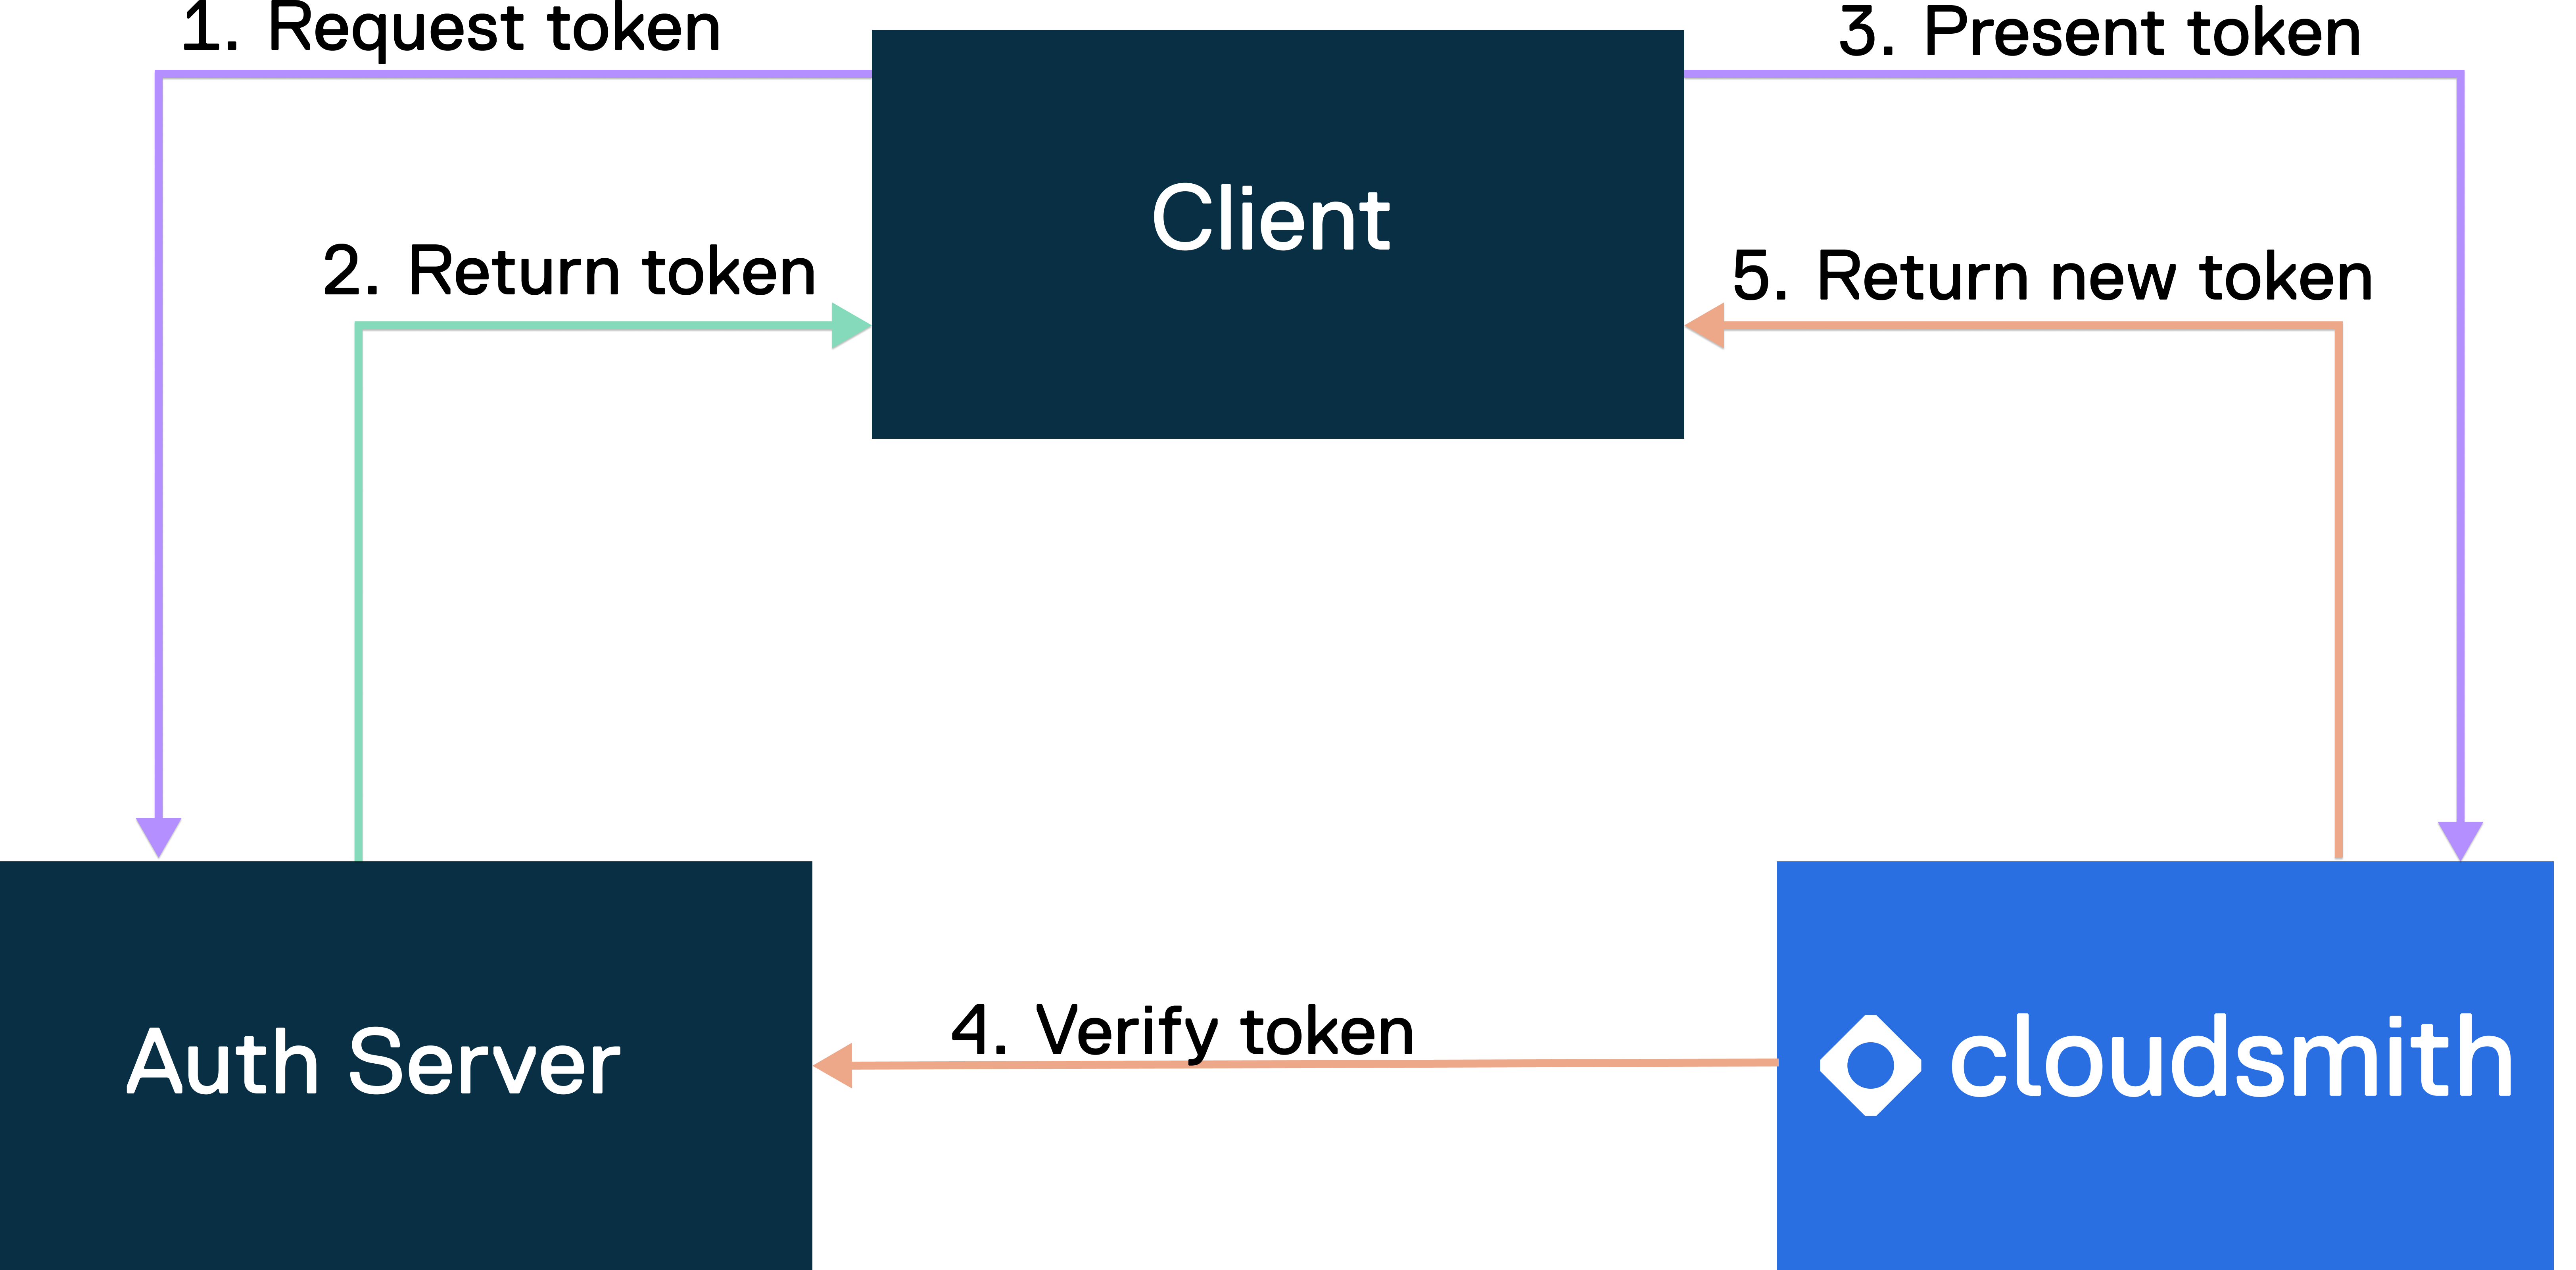 1. Request token
3. Present token
Client
2. Return token
5. Return new token
4. Verify token
Auth Server
cloudsmith